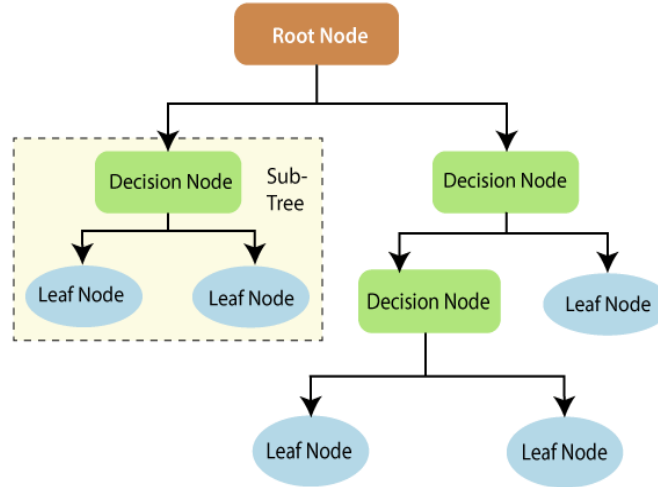 Root Node
Decision Node
Sub-
Tree
Decision Node
Leaf Node
Leaf Node
Decision Node
Leaf Node
Leaf Node
Leaf Node